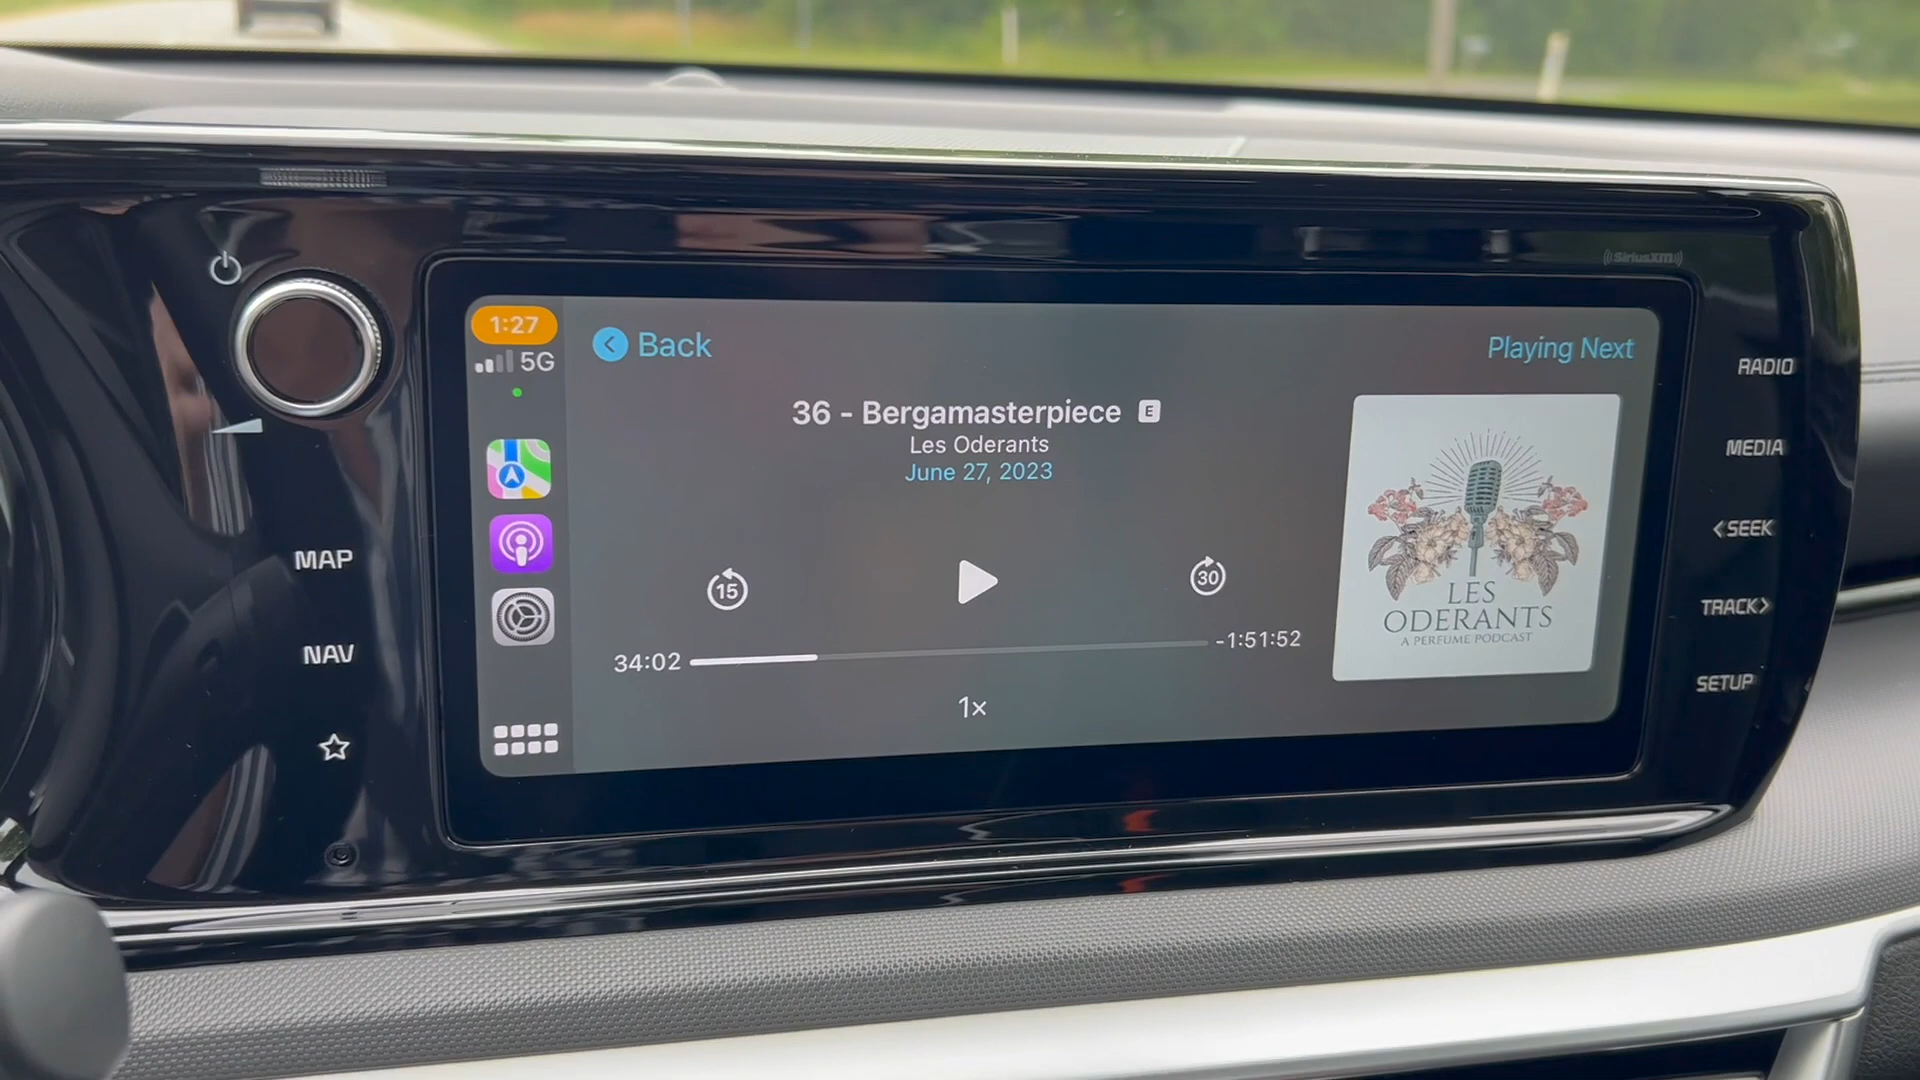 SiriusXM
1:27
5G
Back
Playing Next
36 - Bergamasterpiece E
Les Oderants
June 27, 2023
15
30
34:02
-1:51:52
1×
LES
ODERANTS
A PERFUME PODCAST
MAP
NAV
RADIO
MEDIA
<SEEK
TRACK>
SETUP